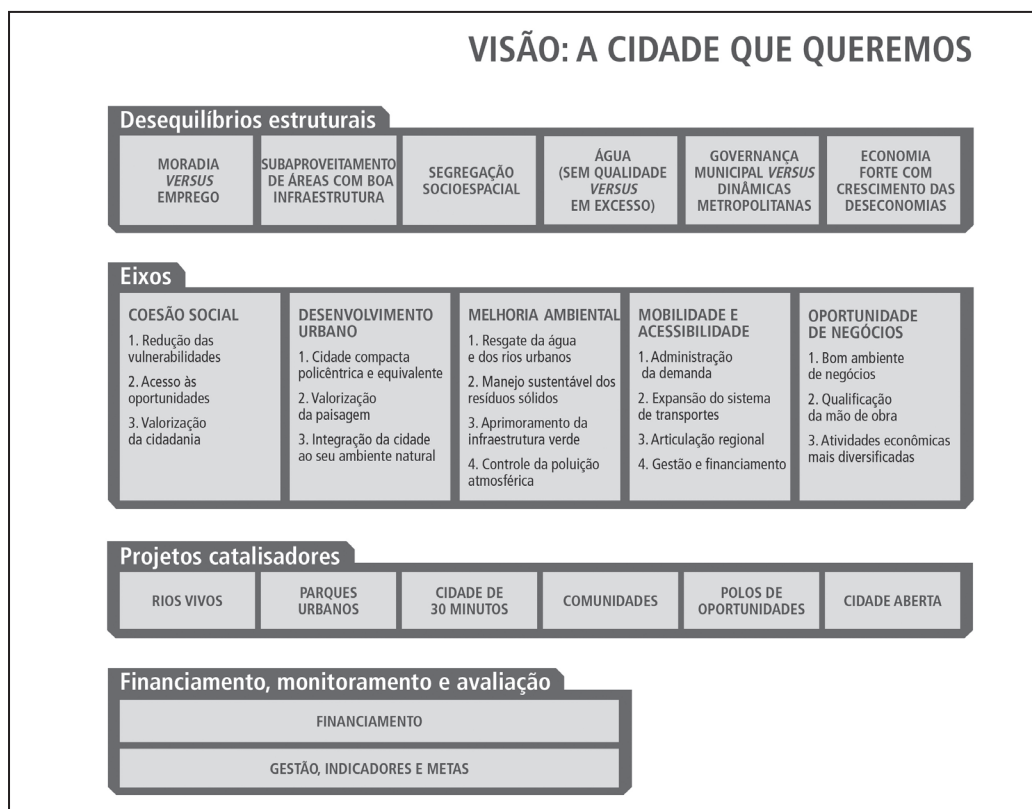 VISÃO: A CIDADE QUE QUEREMOS
Desequilíbrios estruturais
MORADIA
VERSUS
EMPREGO
SUBAPROVEITAMENTO
DE ÁREAS COM BOA
INFRAESTRUTURA
SEGREGAÇÃO
SOCIOESPACIAL
ÁGUA
(SEM QUALIDADE
VERSUS
EM EXCESSO)
GOVERNANÇA
MUNICIPAL VERSUS
DINÂMICAS
METROPOLITANAS
ECONOMIA
FORTE COM
CRESCIMENTO DAS
DESECONOMIAS
Eixos
COESÃO SOCIAL
1. Redução das
vulnerabilidades
2. Acesso às
oportunidades
3. Valorização
da cidadania
DESENVOLVIMENTO
URBANO
1. Cidade compacta
policêntrica e equivalente
2. Valorização
da paisagem
3. Integração da cidade
ao seu ambiente natural
MELHORIA AMBIENTAL
1. Resgate da água
e dos rios urbanos
2. Manejo sustentável dos
resíduos sólidos
3. Aprimoramento da
infraestrutura verde
4. Controle da poluição
atmosférica
MOBILIDADE E
ACESSIBILIDADE
1. Administração
da demanda
2. Expansão do sistema
de transportes
3. Articulação regional
4. Gestão e financiamento
OPORTUNIDADE
DE NEGÓCIOS
1. Bom ambiente
de negócios
2. Qualificação
da mão de obra
3. Atividades econômicas
mais diversificadas
Projetos catalisadores
RIOS VIVOS
PARQUES
URBANOS
CIDADE DE
30 MINUTOS
COMUNIDADES
POLOS DE
OPORTUNIDADES
CIDADE ABERTA
Financiamento, monitoramento e avaliação
FINANCIAMENTO
GESTÃO, INDICADORES E METAS